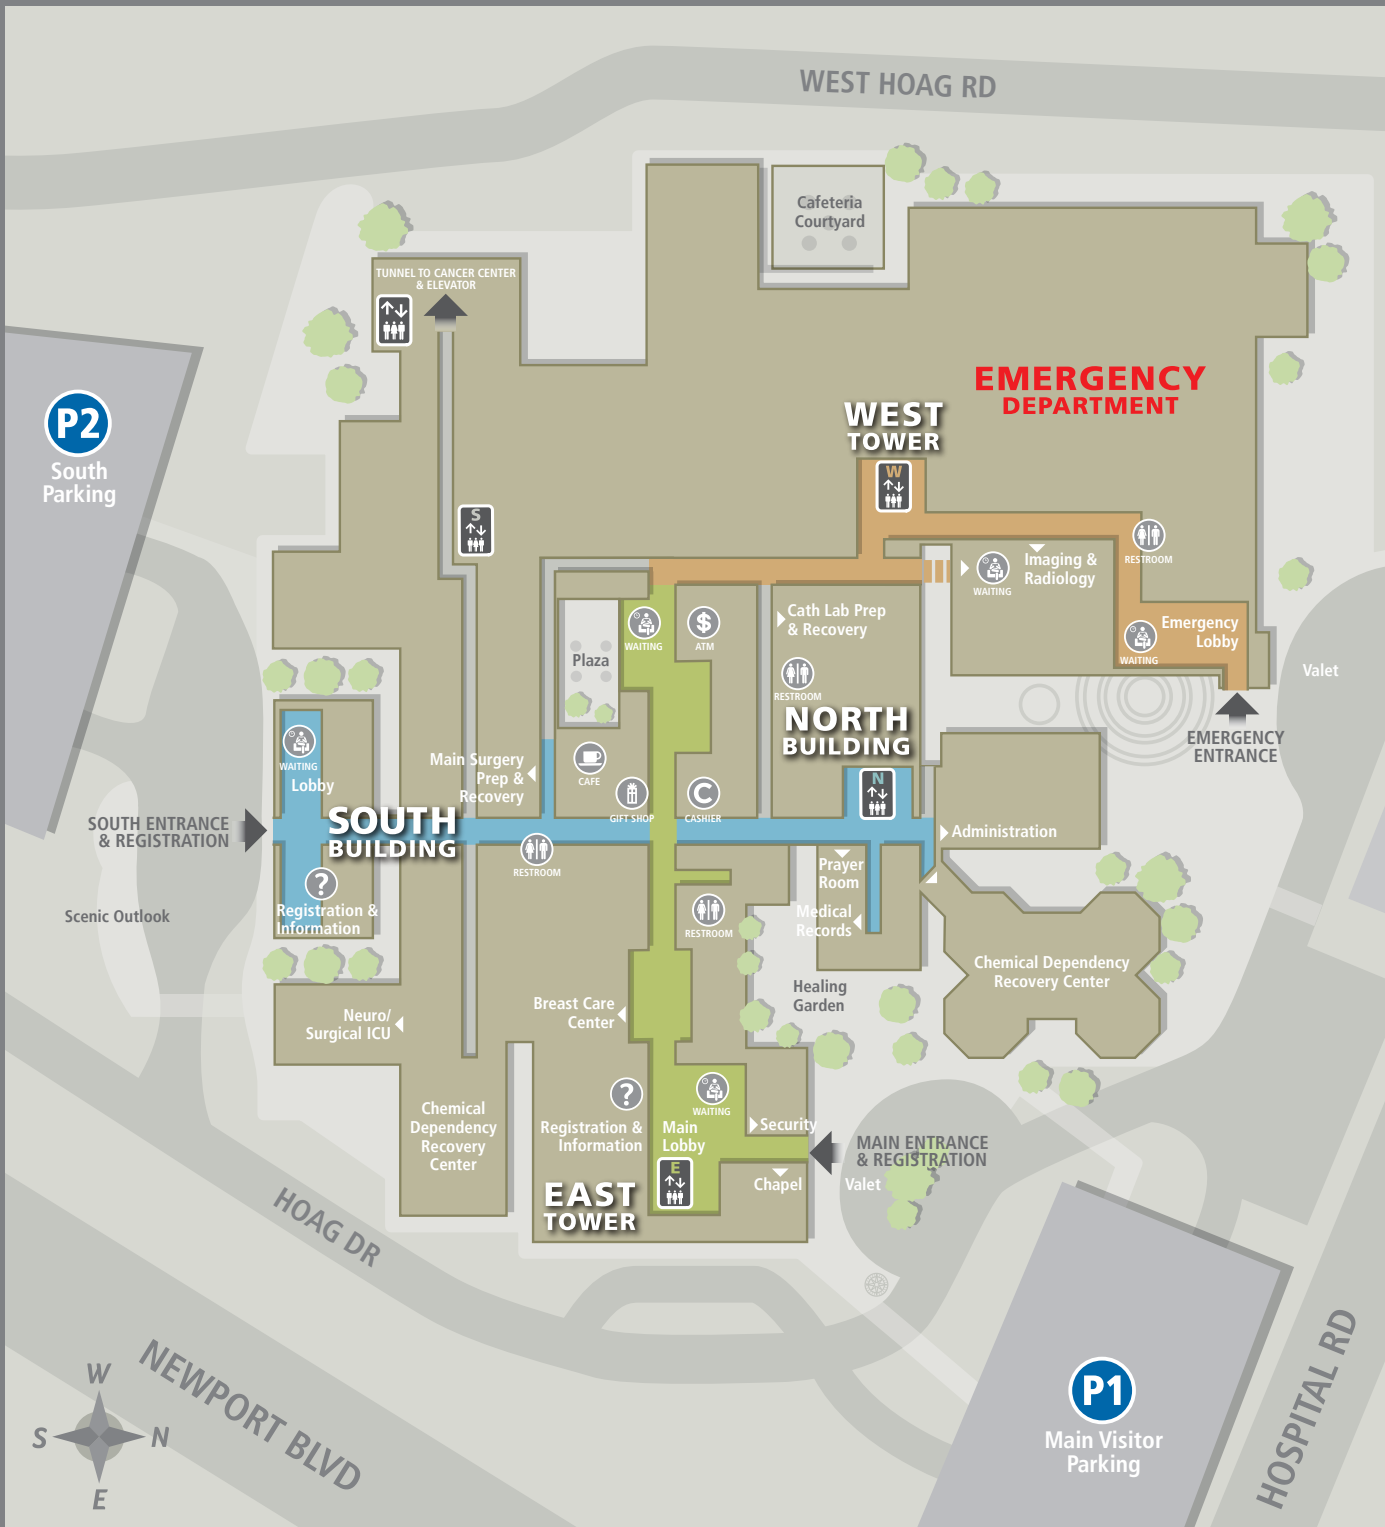 WEST HOAG RD
Cafeteria
Courtyard
TUNNEL TO CANCER CENTER
& ELEVATOR
EMERGENCY
DEPARTMENT
P2
South
Parking
WEST
TOWER
W
S
RESTROOM
Imaging &
Radiology
WAITING
Cath Lab Prep
& Recovery
WAITING
ATM
Emergency
Lobby
WAITING
Plaza
Valet
RESTROOM
NORTH
BUILDING
EMERGENCY
ENTRANCE
WAITING
Lobby
Main Surgery
Prep &
Recovery
CAFE
N
GIFT SHOP
C
CASHIER
SOUTH ENTRANCE
& REGISTRATION
SOUTH
BUILDING
Administration
RESTROOM
Prayer
Room
?
Registration &
Information
Scenic Outlook
RESTROOM
Medical
Records
Chemical Dependency
Recovery Center
Healing
Garden
Breast Care
Center
Neuro/
Surgical ICU
Chemical
Dependency
Recovery
Center
?
Registration &
Information
WAITING
Main
Lobby
Security
MAIN ENTRANCE
& REGISTRATION
E
Chapel
Valet
EAST
TOWER
HOAG DR
NEWPORT BLVD
HOSPITAL RD
P1
Main Visitor
Parking
W
S
N
E
$